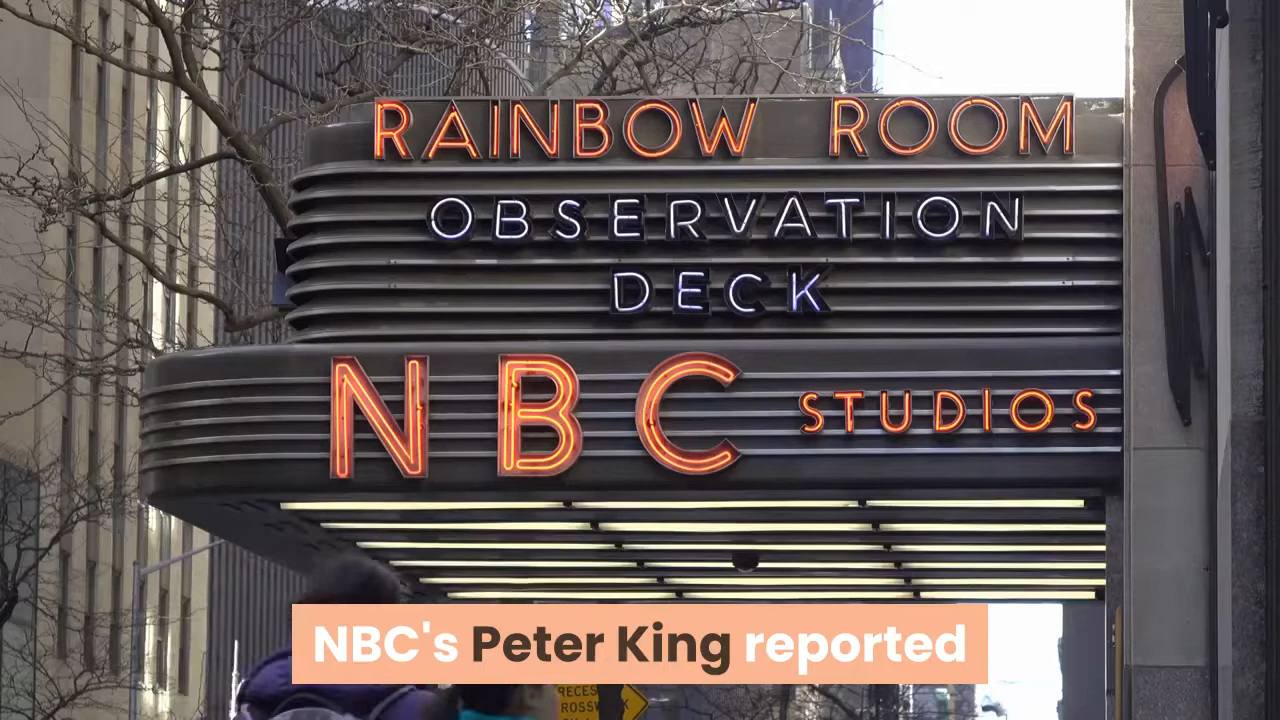 RAINBOW ROOM
OBSERVATION
DECK
NBC STUDIOS
NBC's Peter King reported